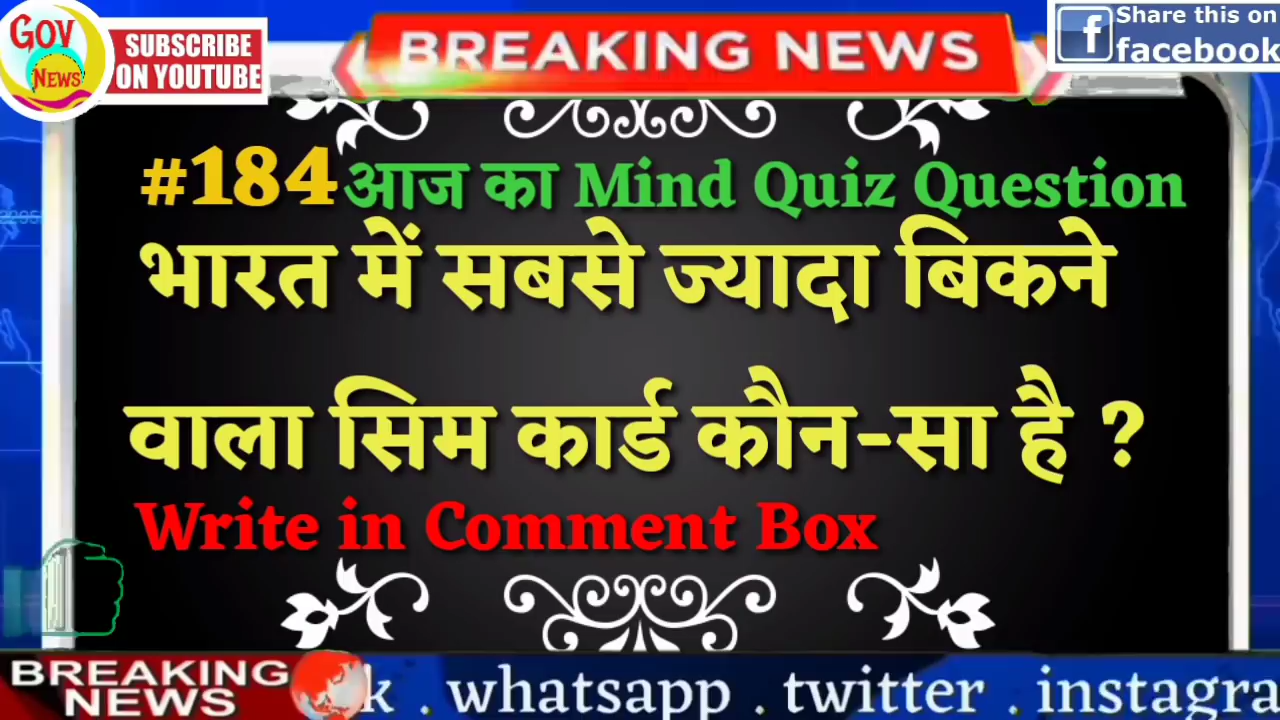 GOV
NEWS
SUBSCRIBE
ON YOUTUBE
BREAKING NEWS
f
Share this on
facebook
#184 आज का Mind Quiz Question
भारत में सबसे ज्यादा बिकने
वाला सिम कार्ड कौन-सा है ?
Write in Comment Box
BREAKING
NEWS
k . whatsapp . twitter . instagra